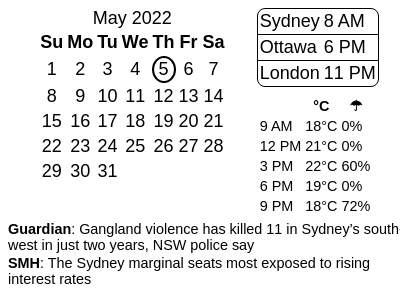 May 2022
Su Mo Tu We Th Fr Sa
1 2 3 4 5 6 7
8 9 10 11 12 13 14
15 16 17 18 19 20 21
22 23 24 25 26 27 28
29 30 31
Sydney 8 AM
Ottawa 6 PM
London 11 PM
°C ☂
9 AM 18°C 0%
12 PM 21°C 0%
3 PM 22°C 60%
6 PM 19°C 0%
9 PM 18°C 72%
Guardian: Gangland violence has killed 11 in Sydney’s south-
west in just two years, NSW police say
SMH: The Sydney marginal seats most exposed to rising
interest rates